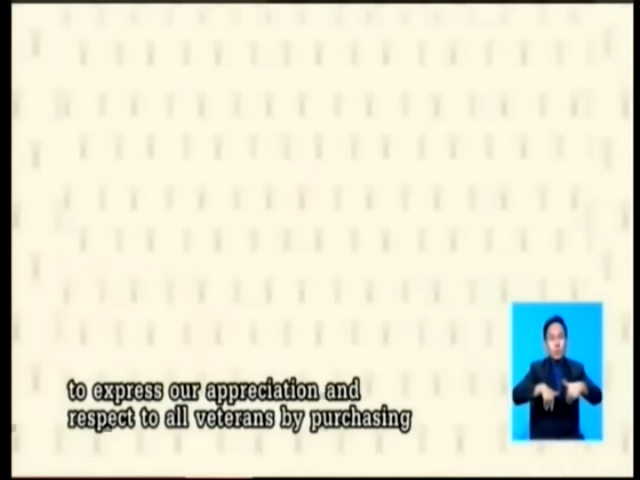 to express our appreciation and
respect to all veterans by purchasing